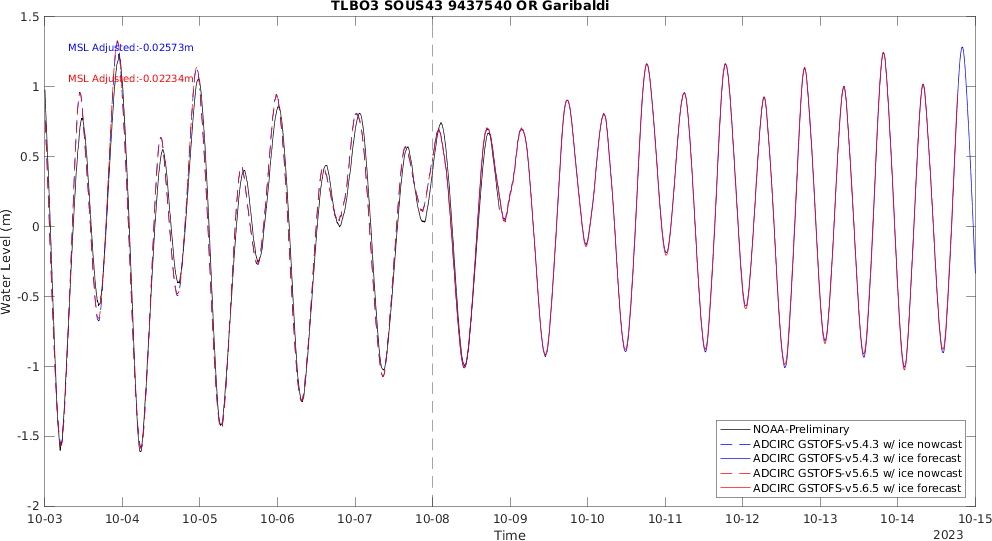 TLBO3 SOUS43 9437540 OR Garibaldi
1.5
1
0.5
0
-0.5
-1
-1.5
-2
Water Level (m)
MSL Adjusted:-0.02573m
MSL Adjusted:-0.02234m
NOAA-Preliminary
ADCIRC GSTOFS-v5.4.3 w/ ice nowcast
ADCIRC GSTOFS-v5.4.3 w/ ice forecast
ADCIRC GSTOFS-v5.6.5 w/ ice nowcast
ADCIRC GSTOFS-v5.6.5 w/ ice forecast
10-03 10-04 10-05 10-06 10-07 10-08 10-09 10-10 10-11 10-12 10-13 10-14 10-15
Time
2023